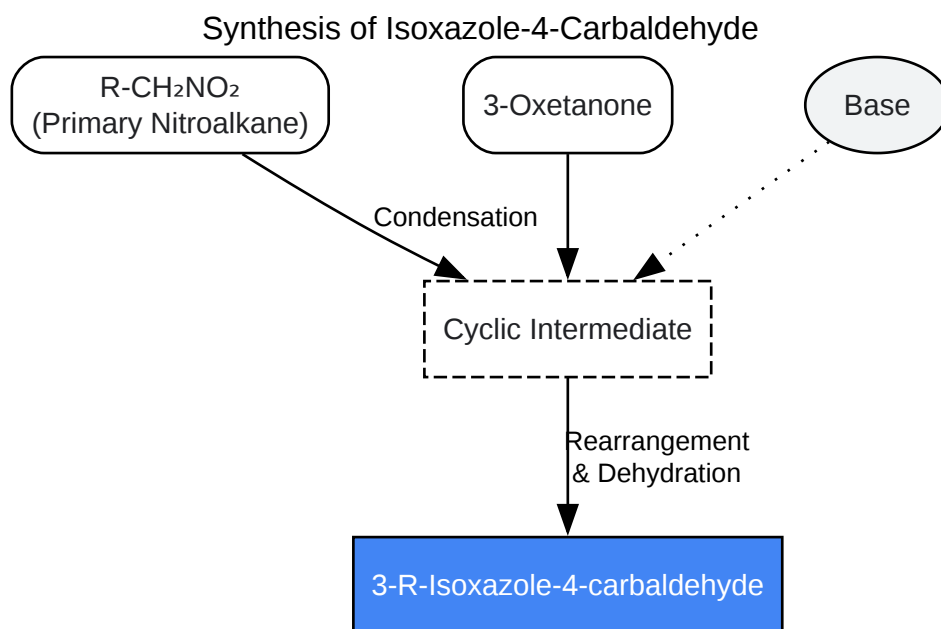 Synthesis of Isoxazole-4-Carbaldehyde
R-CH₂NO₂
(Primary Nitroalkane)
3-Oxetanone
Base
Condensation
Cyclic Intermediate
Rearrangement
& Dehydration
3-R-Isoxazole-4-carbaldehyde